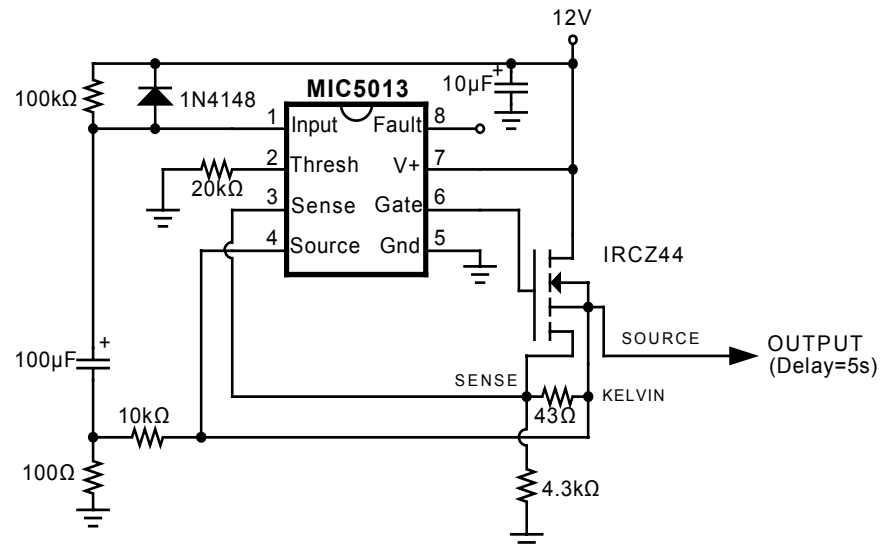 12V
10µF +
100kΩ
1N4148
MIC5013
1 Input Fault 8
2 Thresh V+ 7
20kΩ
3 Sense Gate 6
4 Source Gnd 5
IRCZ44
SOURCE
OUTPUT
(Delay=5s)
100µF +
SENSE
43Ω
KELVIN
10kΩ
100Ω
4.3kΩ